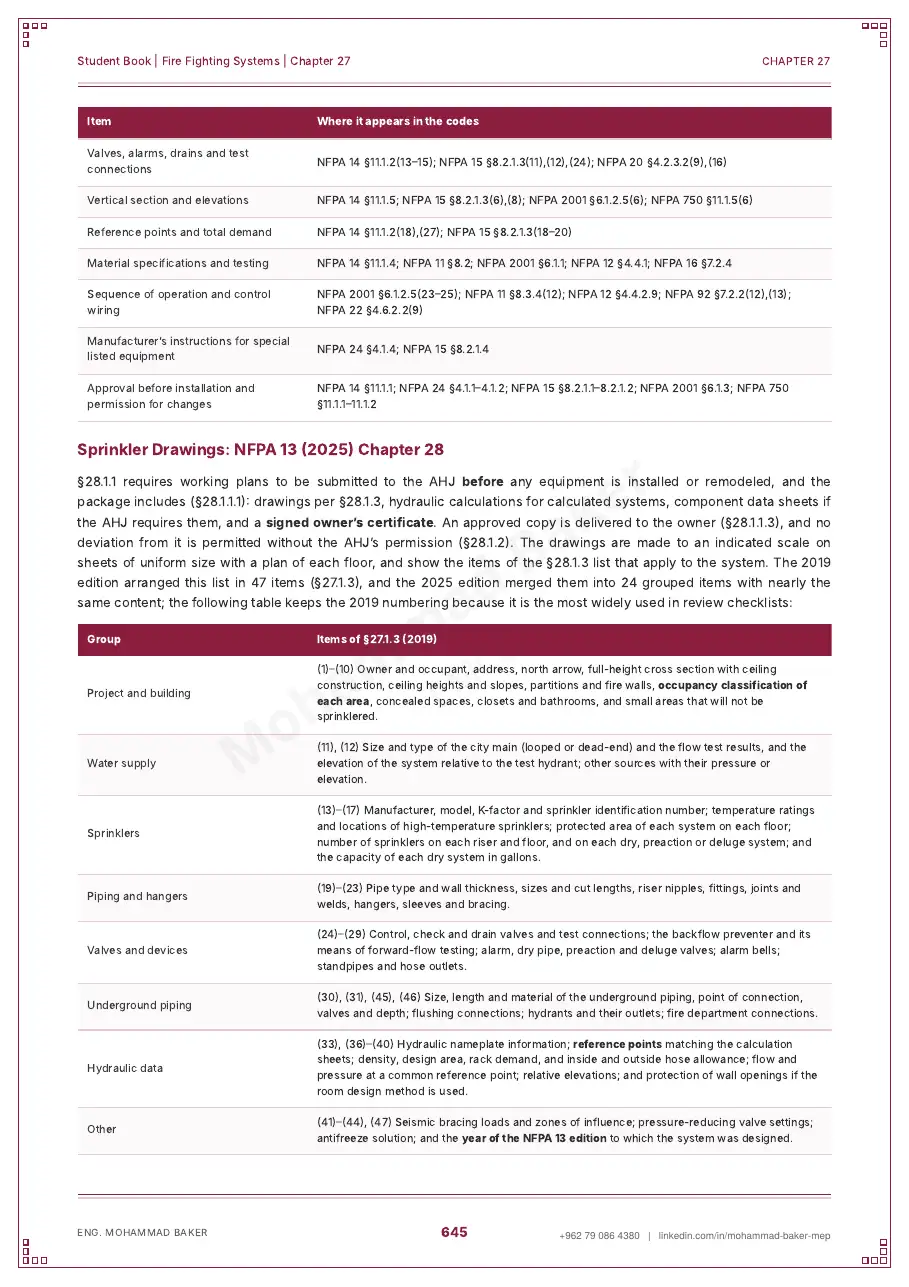 Student Book | Fire Fighting Systems | Chapter 27
CHAPTER 27
Item
Where it appears in the codes
Valves, alarms, drains and test
connections
NFPA 14 §11.1.2(13–15); NFPA 15 §8.2.1.3(11),(12),(24); NFPA 20 §4.2.3.2(9),(16)
Vertical section and elevations
NFPA 14 §11.1.5; NFPA 15 §8.2.1.3(6),(8); NFPA 2001 §6.1.2.5(6); NFPA 750 §11.1.5(6)
Reference points and total demand
NFPA 14 §11.1.2(18),(27); NFPA 15 §8.2.1.3(18–20)
Material specifications and testing
NFPA 14 §11.1.4; NFPA 11 §8.2; NFPA 2001 §6.1.1; NFPA 12 §4.4.1; NFPA 16 §7.2.4
Sequence of operation and control
wiring
NFPA 2001 §6.1.2.5(23–25); NFPA 11 §8.3.4(12); NFPA 12 §4.4.2.9; NFPA 92 §7.2.2(12),(13);
NFPA 22 §4.6.2.2(9)
Manufacturer's instructions for special
listed equipment
NFPA 24 §4.1.4; NFPA 15 §8.2.1.4
Approval before installation and
permission for changes
NFPA 14 §11.1.1; NFPA 24 §4.1.1–4.1.2; NFPA 15 §8.2.1.1–8.2.1.2; NFPA 2001 §6.1.3; NFPA 750
§11.1.1–11.1.2
Sprinkler Drawings: NFPA 13 (2025) Chapter 28
§28.1.1 requires working plans to be submitted to the AHJ before any equipment is installed or remodeled, and the
package includes (§28.1.1.1): drawings per §28.1.3, hydraulic calculations for calculated systems, component data sheets if
the AHJ requires them, and a signed owner's certificate. An approved copy is delivered to the owner (§28.1.1.3), and no
deviation from it is permitted without the AHJ's permission (§28.1.2). The drawings are made to an indicated scale on
sheets of uniform size with a plan of each floor, and show the items of the §28.1.3 list that apply to the system. The 2019
edition arranged this list in 47 items (§27.1.3), and the 2025 edition merged them into 24 grouped items with nearly the
same content; the following table keeps the 2019 numbering because it is the most widely used in review checklists:
Group
Items of §27.1.3 (2019)
Project and building
(1)–(10) Owner and occupant, address, north arrow, full-height cross section with ceiling
construction, ceiling heights and slopes, partitions and fire walls, occupancy classification of
each area, concealed spaces, closets and bathrooms, and small areas that will not be
sprinklered.
Water supply
(11), (12) Size and type of the city main (looped or dead-end) and the flow test results, and the
elevation of the system relative to the test hydrant; other sources with their pressure or
elevation.
Sprinklers
(13)–(17) Manufacturer, model, K-factor and sprinkler identification number; temperature ratings
and locations of high-temperature sprinklers; protected area of each system on each floor;
number of sprinklers on each riser and floor, and on each dry, preaction or deluge system; and
the capacity of each dry system in gallons.
Piping and hangers
(19)–(23) Pipe type and wall thickness, sizes and cut lengths, riser nipples, fittings, joints and
welds, hangers, sleeves and bracing.
Valves and devices
(24)–(29) Control, check and drain valves and test connections; the backflow preventer and its
means of forward-flow testing; alarm, dry pipe, preaction and deluge valves; alarm bells;
standpipes and hose outlets.
Underground piping
(30), (31), (45), (46) Size, length and material of the underground piping, point of connection,
valves and depth; flushing connections; hydrants and their outlets; fire department connections.
Hydraulic data
(33), (36)–(40) Hydraulic nameplate information; reference points matching the calculation
sheets; density, design area, rack demand, and inside and outside hose allowance; flow and
pressure at a common reference point; relative elevations; and protection of wall openings if the
room design method is used.
Other
(41)–(44), (47) Seismic bracing loads and zones of influence; pressure-reducing valve settings;
antifreeze solution; and the year of the NFPA 13 edition to which the system was designed.
ENG. MOHAMMAD BAKER
645
+962 79 086 4380 | linkedin.com/in/mohammad-baker-mep